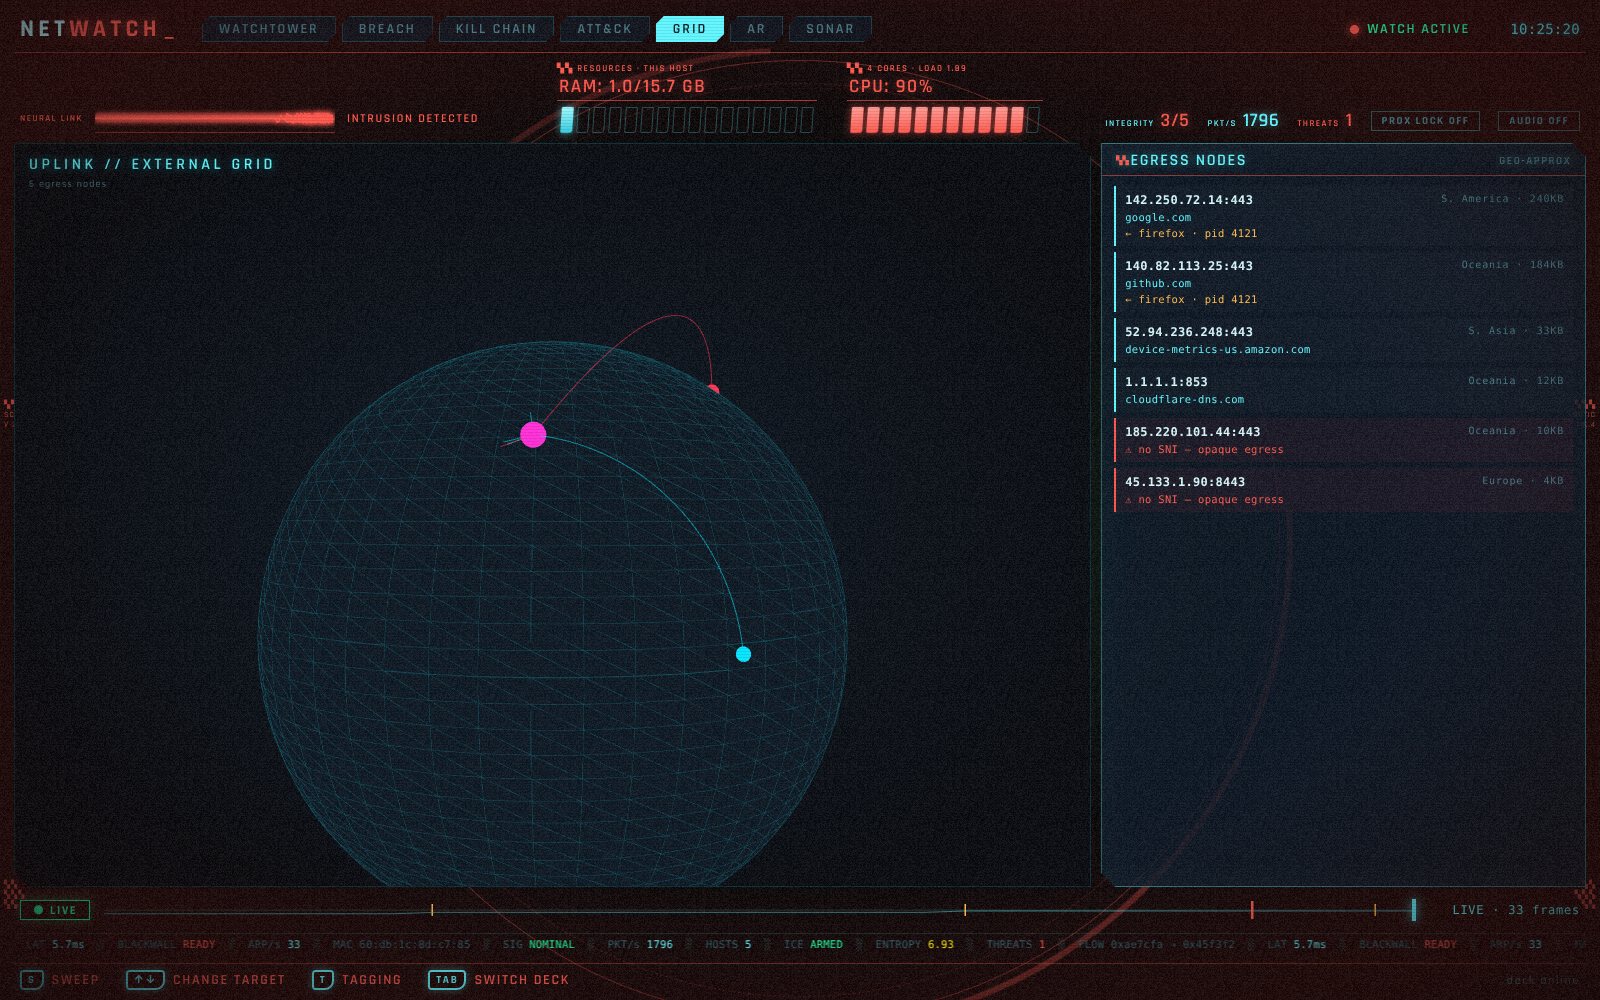 NETWATCH_
WATCHTOWER
BREACH
KILL CHAIN
ATT&CK
GRID
AR
SONAR
WATCH ACTIVE
10:25:20
RESOURCES · THIS HOST
RAM: 1.0/15.7 GB
4 CORES · LOAD 1.89
CPU: 90%
NEURAL LINK
INTRUSION DETECTED
INTEGRITY 3/5
PKT/S 1796
THREATS 1
PROX LOCK OFF
AUDIO OFF
UPLINK // EXTERNAL GRID
EGRESS NODES
GEO-APPROX
142.250.72.14:443
S. America · 240KB
google.com
← firefox · pid 4121
140.82.113.25:443
Oceania · 184KB
github.com
← firefox · pid 4121
52.94.236.248:443
S. Asia · 33KB
device-metrics-us.amazon.com
1.1.1.1:853
Oceania · 12KB
cloudflare-dns.com
185.220.101.44:443
Oceania · 10KB
⚠ no SNI — opaque egress
45.133.1.90:8443
Europe · 4KB
⚠ no SNI — opaque egress
LIVE
LIVE · 33 frames
LAT 5.7ms ▒ BLACKWALL READY ▒ ARP/s 33 ▒ MAC 60:db:1c:8d:c7:85 ▒ SIG NOMINAL ▒ PKT/s 1796 ▒ HOSTS 5 ▒ ICE ARMED ▒ ENTROPY 6.93 ▒ THREATS 1 ▒ FLOW 0xae7cfa → 0x45f3f2 ▒ LAT 5.7ms ▒ BLACKWALL READY ▒ ARP/s 33
S SWEEP
↑↓ CHANGE TARGET
T TAGGING
TAB SWITCH DECK
deck online